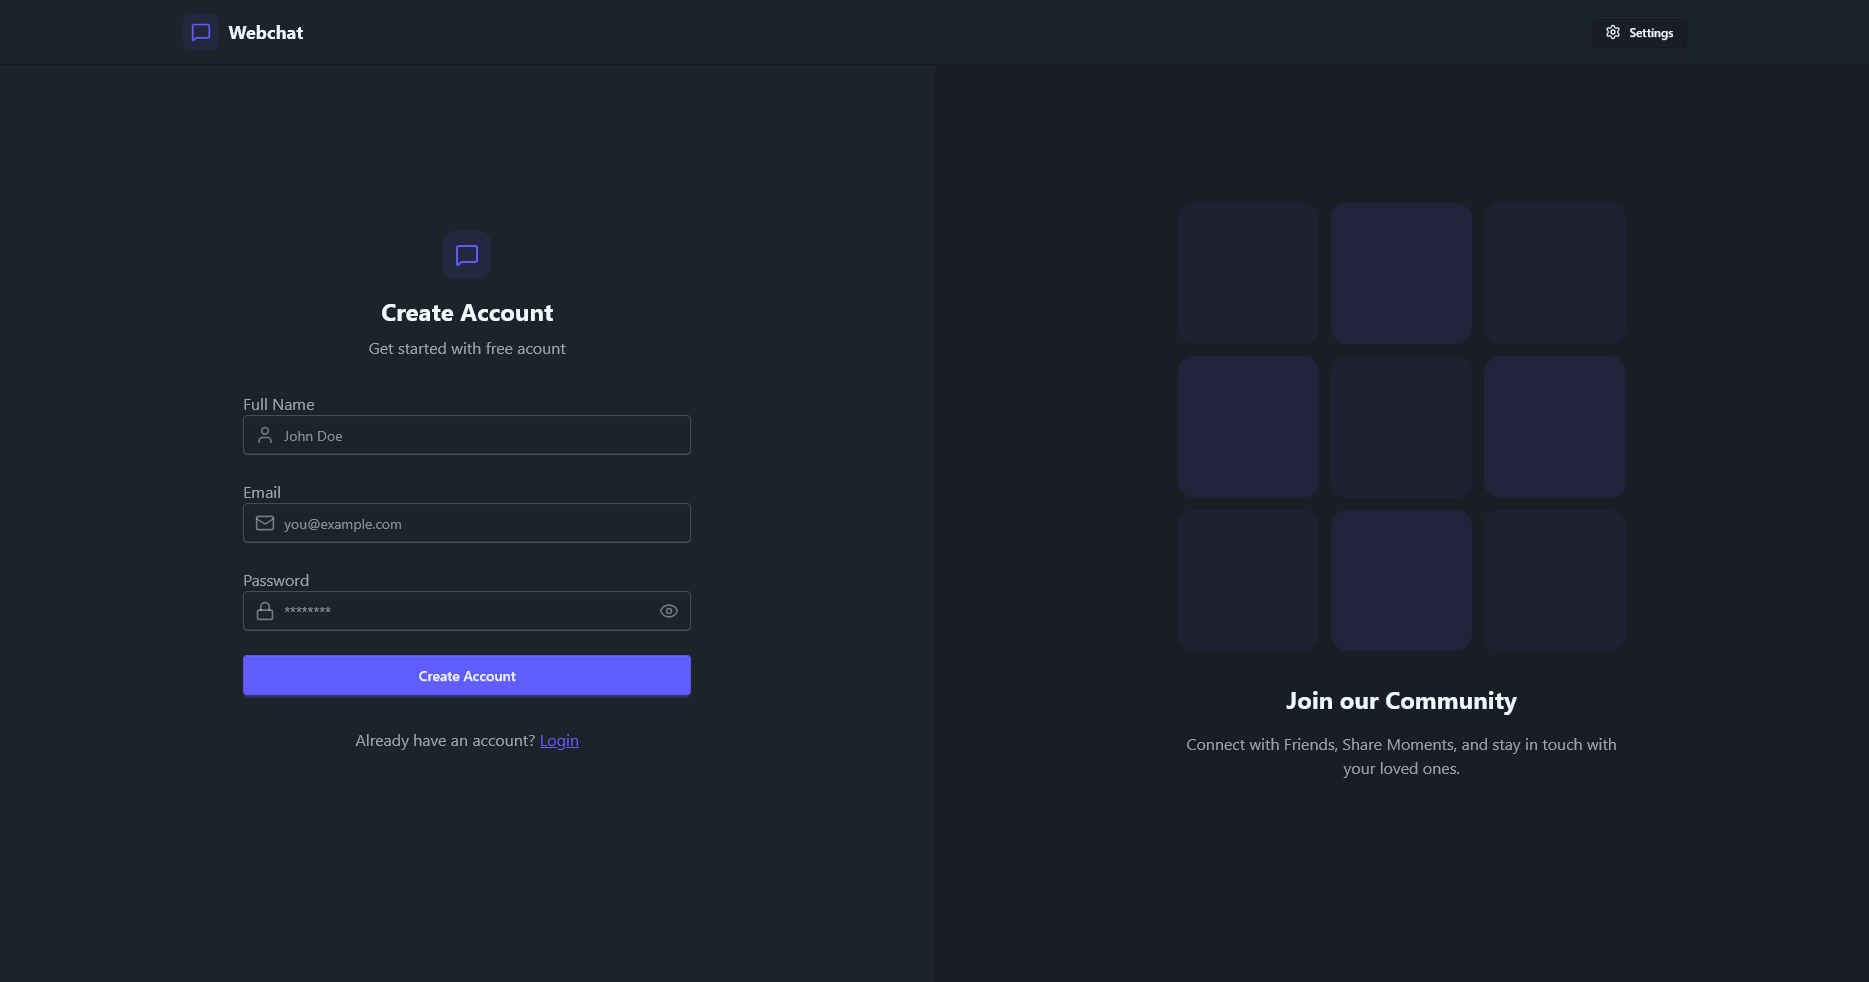 Webchat
Settings
Create Account
Get started with free acount
Full Name
John Doe
Email
you@example.com
Password
********
Create Account
Already have an account? Login
Join our Community
Connect with Friends, Share Moments, and stay in touch with
your loved ones.